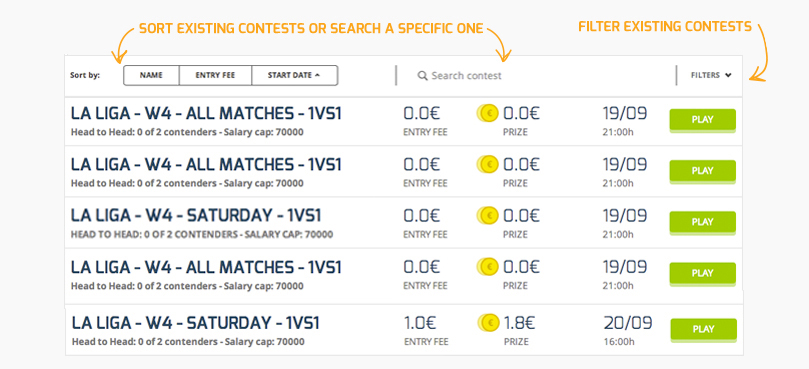 SORT EXISTING CONTESTS OR SEARCH A SPECIFIC ONE
FILTER EXISTING CONTESTS
Sort by: NAME ENTRY FEE START DATE Search contest FILTERS
LA LIGA - W4 - ALL MATCHES - 1VS1 0.0€ € 0.0€ 19/09 PLAY
Head to Head: 0 of 2 contenders - Salary cap: 70000 ENTRY FEE PRIZE 21:00h
LA LIGA - W4 - ALL MATCHES - 1VS1 0.0€ € 0.0€ 19/09 PLAY
Head to Head: 0 of 2 contenders - Salary cap: 70000 ENTRY FEE PRIZE 21:00h
LA LIGA - W4 - SATURDAY - 1VS1 0.0€ € 0.0€ 19/09 PLAY
HEAD TO HEAD: 0 OF 2 CONTENDERS - SALARY CAP: 70000 ENTRY FEE PRIZE 21:00h
LA LIGA - W4 - ALL MATCHES - 1VS1 0.0€ € 0.0€ 19/09 PLAY
Head to Head: 0 of 2 contenders - Salary cap: 70000 ENTRY FEE PRIZE 21:00h
LA LIGA - W4 - SATURDAY - 1VS1 1.0€ € 1.8€ 20/09 PLAY
Head to Head: 0 of 2 contenders - Salary cap: 70000 ENTRY FEE PRIZE 16:00h